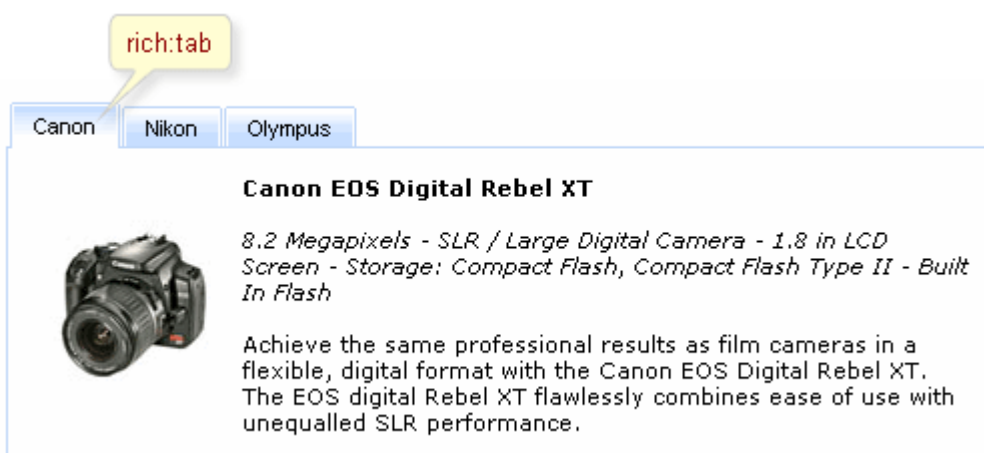 rich:tab
Canon Nikon Olympus
Canon EOS Digital Rebel XT
8.2 Megapixels - SLR / Large Digital Camera - 1.8 in LCD
Screen - Storage: Compact Flash, Compact Flash Type II - Built
In Flash
Achieve the same professional results as film cameras in a
flexible, digital format with the Canon EOS Digital Rebel XT.
The EOS digital Rebel XT flawlessly combines ease of use with
unequalled SLR performance.